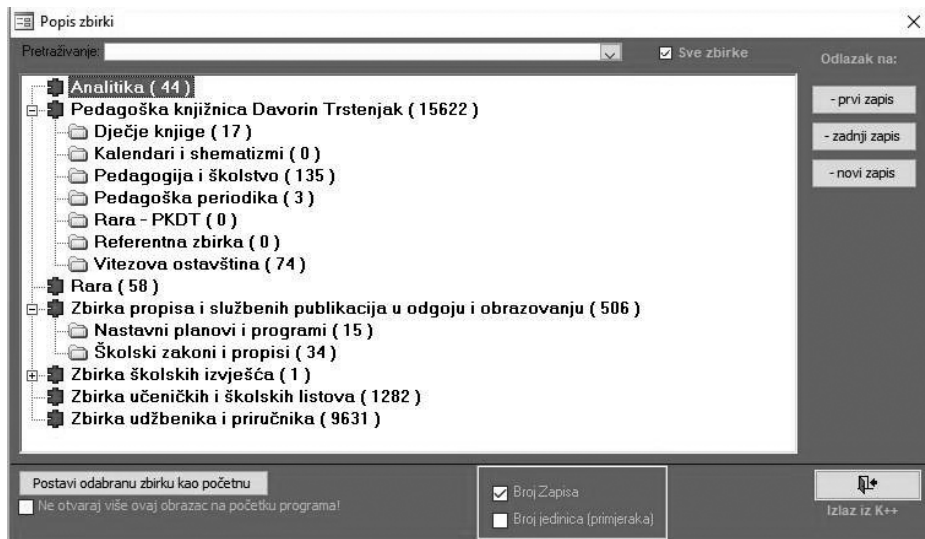 Popis zbirki
Pretraživanje:
Sve zbirke
Odlazak na:
Analitika ( 44 )
Pedagoška knjižnica Davorin Trstenjak ( 15622 )
Dječje knjige ( 17 )
Kalendari i shematizmi ( 0 )
Pedagogija i školstvo ( 135 )
Pedagoška periodika ( 3 )
Rara - PKDT ( 0 )
Referentna zbirka ( 0 )
Vitezova ostavština ( 74 )
Rara ( 58 )
Zbirka propisa i službenih publikacija u odgoju i obrazovanju ( 506 )
Nastavni planovi i programi ( 15 )
Školski zakoni i propisi ( 34 )
Zbirka školskih izvješća ( 1 )
Zbirka učeničkih i školskih listova ( 1282 )
Zbirka udžbenika i priručnika ( 9631 )
- prvi zapis
- zadnji zapis
- novi zapis
Postavi odabranu zbirku kao početnu
Ne otvaraj više ovaj obrazac na početku programa!
Broj Zapisa
Broj jedinica (primjeraka)
Izlaz iz K++